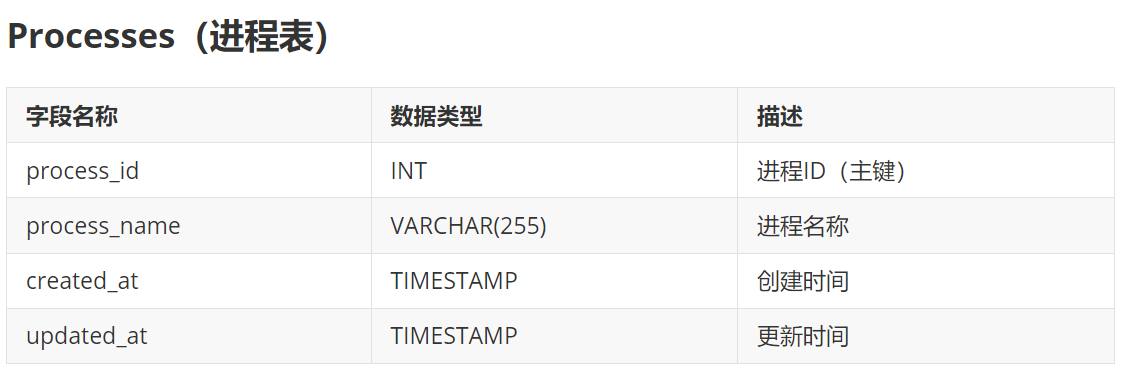 Processes（进程表）
字段名称 数据类型 描述
process_id INT 进程ID（主键）
process_name VARCHAR(255) 进程名称
created_at TIMESTAMP 创建时间
updated_at TIMESTAMP 更新时间